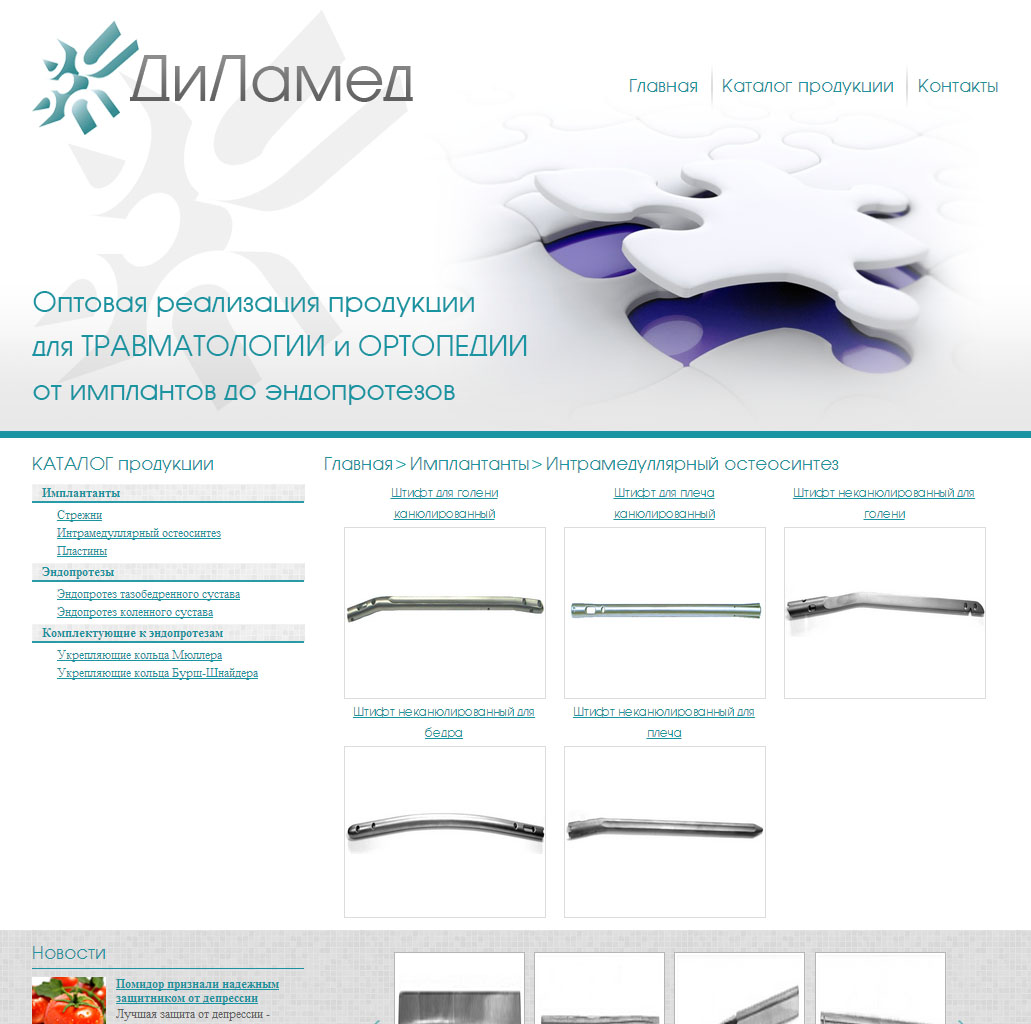 ДиЛамед
Главная
Каталог продукции
Контакты
Оптовая реализация продукции
для ТРАВМАТОЛОГИИ и ОРТОПЕДИИ
от имплантов до эндопротезов
КАТАЛОГ продукции
Имплантанты
Стрежни
Интрамедуллярный остеосинтез
Пластины
Эндопротезы
Эндопротез тазобедренного сустава
Эндопротез коленного сустава
Комплектующие к эндопротезам
Укрепляющие кольца Мюллера
Укрепляющие кольца Бурш-Шнайдера
Главная > Имплантанты > Интрамедуллярный остеосинтез
Штифт для голени
канюлированный
Штифт для плеча
канюлированный
Штифт неканюлированный для
голени
Штифт неканюлированный для
бедра
Штифт неканюлированный для
плеча
Новости
Помидор признали надежным
защитником от депрессии
Лучшая защита от депрессии -